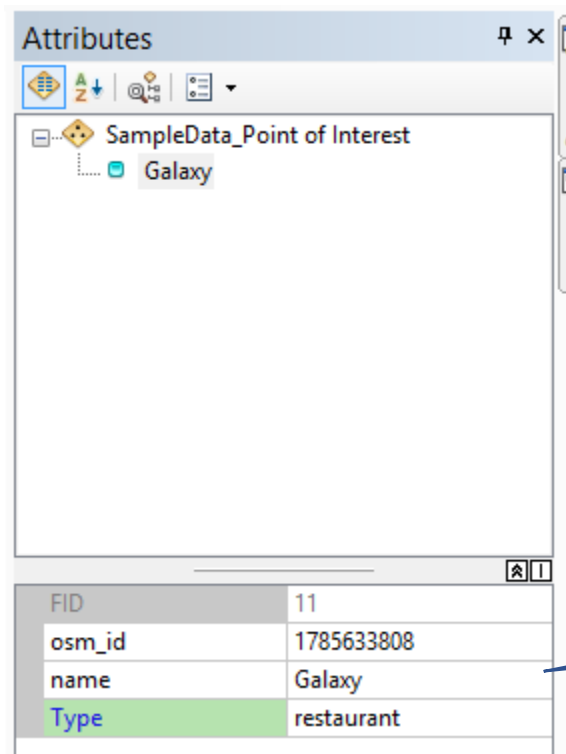 Attributes
SampleData_Point of Interest
Galaxy
FID 11
osm_id 1785633808
name Galaxy
Type restaurant